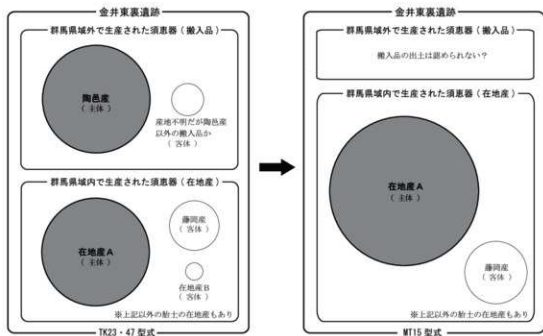 金井東裏遺跡
群馬県域外で生産された須恵器(搬入品)
陶邑産
(主体)
産地不明だが陶邑産
以外の搬入品か
(客体)
群馬県域内で生産された須恵器(在地産)
在地産A
(主体)
藤岡産
(客体)
在地産B
(客体)
※上記以外の胎土の在地産もあり
TK23・47型式
金井東裏遺跡
群馬県域外で生産された須恵器(搬入品)
搬入品の出土は認められない?
群馬県域内で生産された須恵器(在地産)
在地産A
(主体)
藤岡産
(客体)
※上記以外の胎土の在地産もあり
MT15型式